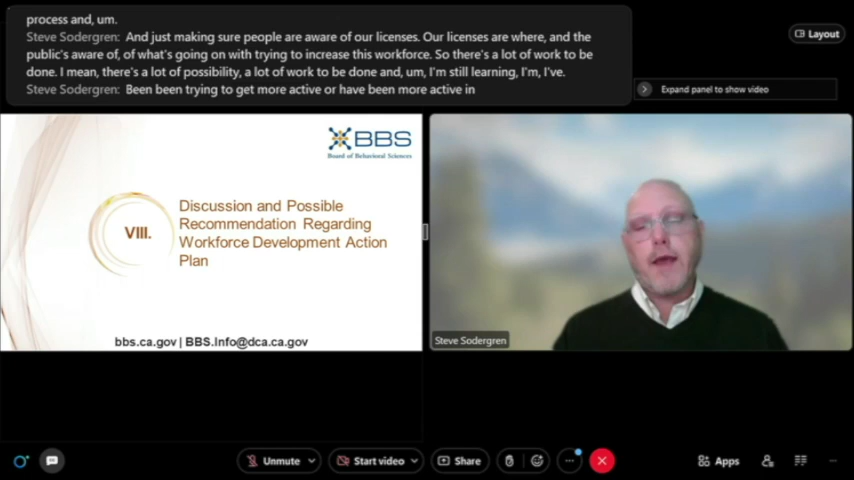 process and, um.
Steve Sodergren: And just making sure people are aware of our licenses. Our licenses are where, and the
public's aware of, of what's going on with trying to increase this workforce. So there's a lot of work to be
done. I mean, there's a lot of possibility, a lot of work to be done and, um, I'm still learning, I'm, I've.
Steve Sodergren: Been been trying to get more active or have been more active in
Layout
Expand panel to show video
BBS
Board of Behavioral Sciences
VIII.
Discussion and Possible
Recommendation Regarding
Workforce Development Action
Plan
bbs.ca.gov | BBS.Info@dca.ca.gov
Steve Sodergren
Unmute
Start video
Share
Apps